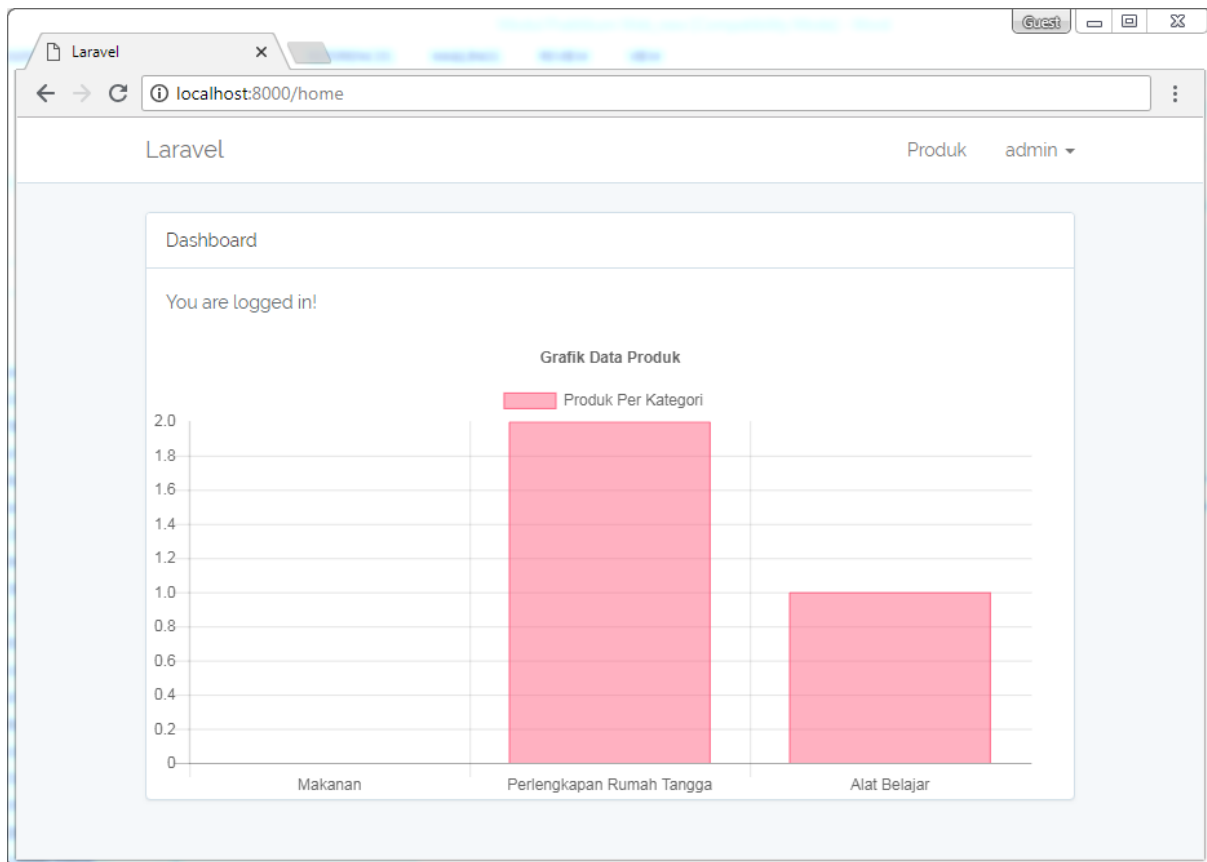 Guest
Laravel
localhost:8000/home
Laravel Produk admin
Dashboard
You are logged in!
Grafik Data Produk
Produk Per Kategori
2.0
1.8
1.6
1.4
1.2
1.0
0.8
0.6
0.4
0.2
0
Makanan Perlengkapan Rumah Tangga Alat Belajar